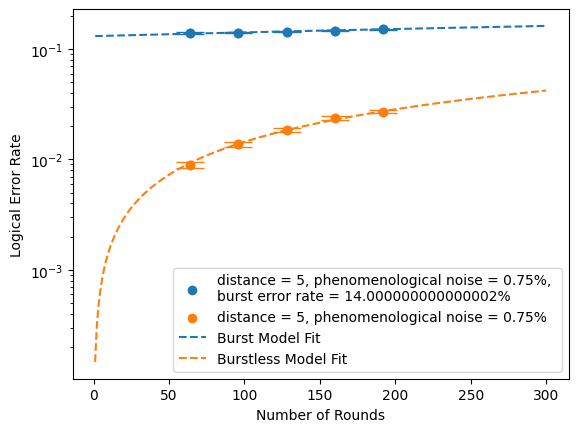 Logical Error Rate
10⁻¹
10⁻²
10⁻³
distance = 5, phenomenological noise = 0.75%,
burst error rate = 14.000000000000002%
distance = 5, phenomenological noise = 0.75%
Burst Model Fit
Burstless Model Fit
0 50 100 150 200 250 300
Number of Rounds